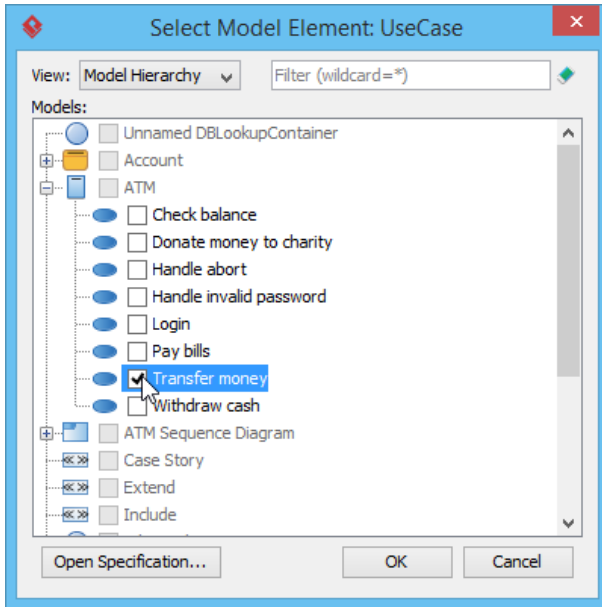 Select Model Element: UseCase
View: Model Hierarchy Filter (wildcard=*)
Models:
Unnamed DBLookupContainer
Account
ATM
Check balance
Donate money to charity
Handle abort
Handle invalid password
Login
Pay bills
Transfer money
Withdraw cash
ATM Sequence Diagram
Case Story
Extend
Include
Open Specification... OK Cancel